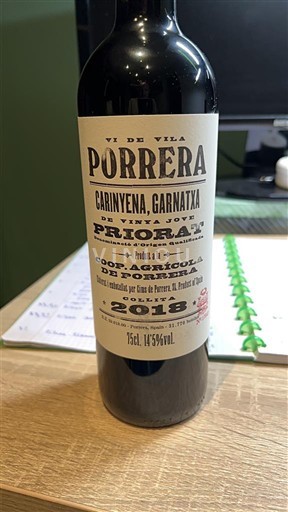 VI DE VILA
PORRERA
CARINYENA, GARNATXA
DE VINYA JOVE
PRIORAT
Denominació d'Origen Qualificada
COOP. AGRÍCOLA
DE PORRERA
COLLITA
2018
75cl. 14'5%vol.